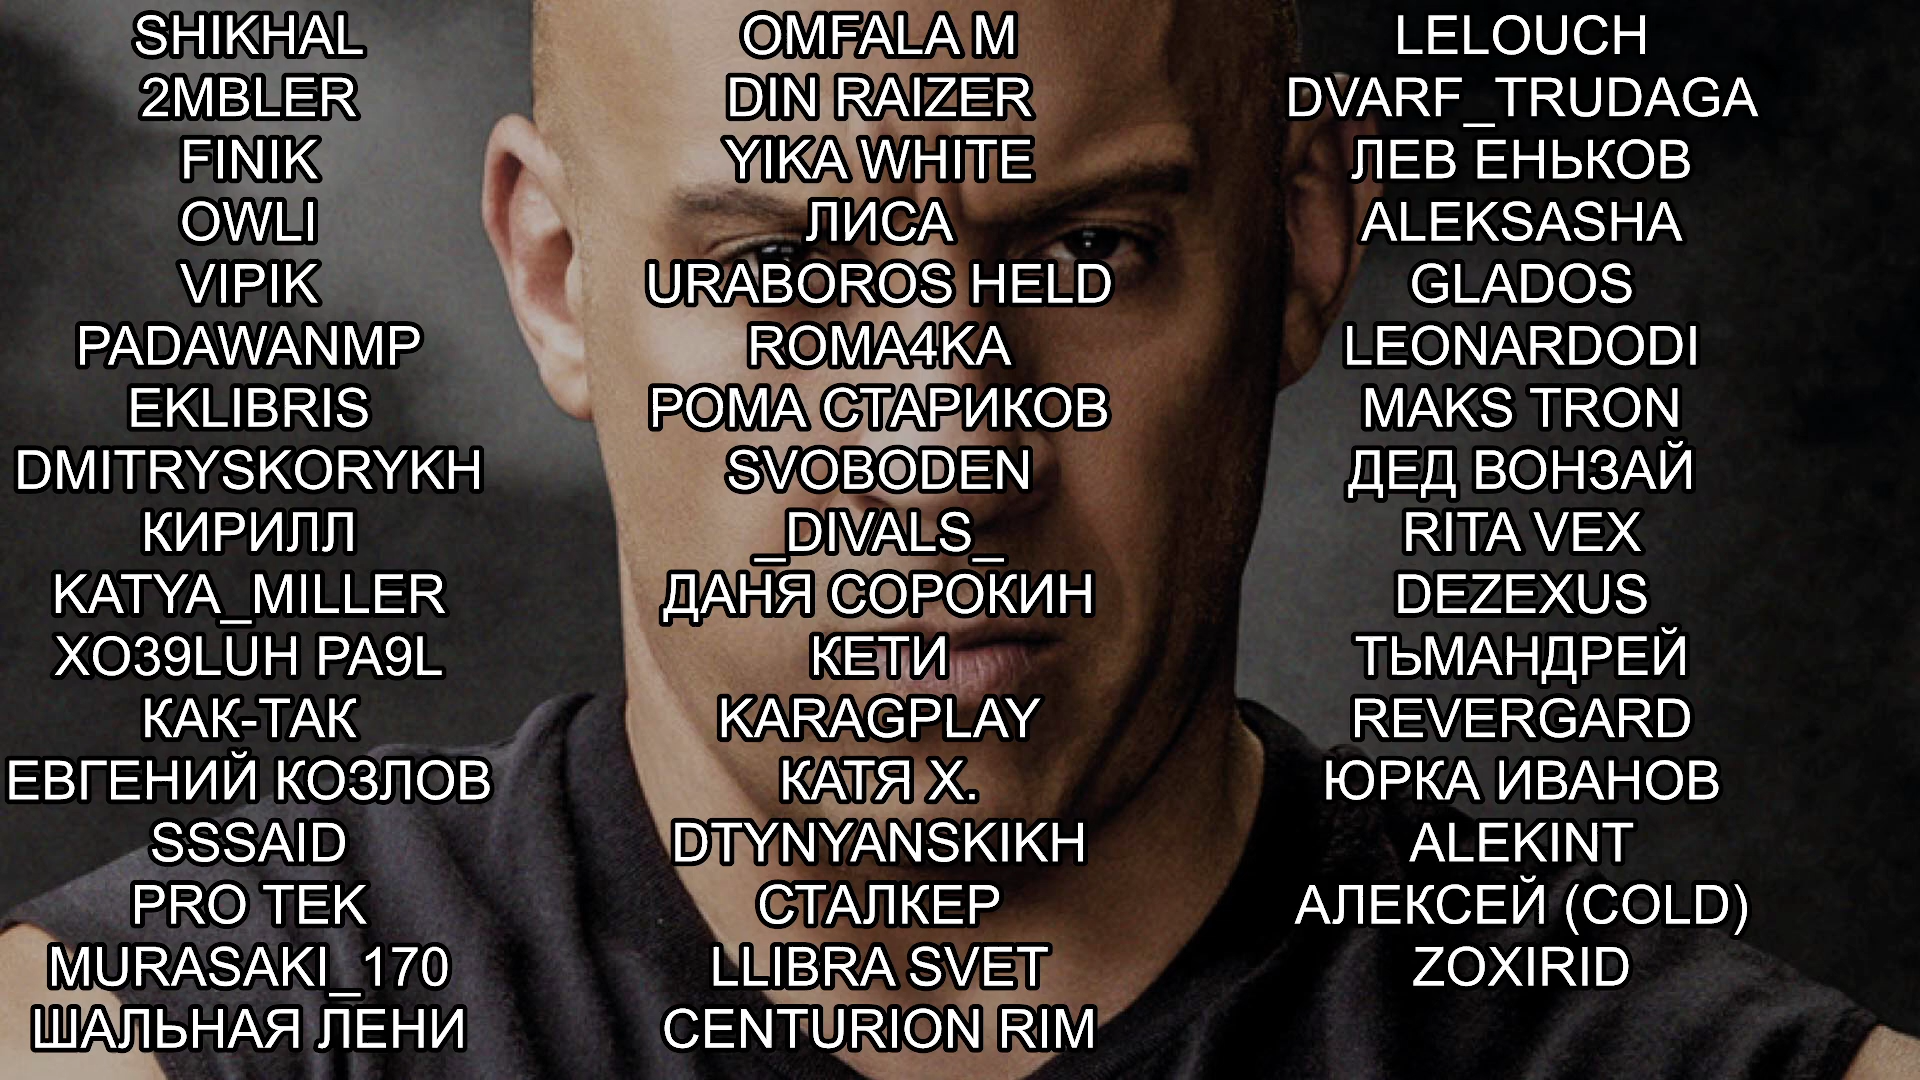 SHIKHAL
2MBLER
FINIK
OWLI
VIPIK
PADAWANMP
EKLIBRIS
DMITRYSKORYKH
КИРИЛЛ
KATYA_MILLER
XO39LUH PA9L
КАК-ТАК
ЕВГЕНИЙ КОЗЛОВ
SSSAID
PRO TEK
MURASAKI_170
ШАЛЬНАЯ ЛЕНИ
OMFALA M
DIN RAIZER
YIKA WHITE
ЛИСА
URABOROS HELD
ROMA4KA
РОМА СТАРИКОВ
SVOBODEN
_DIVALS_
ДАНЯ СОРОКИН
КЕТИ
KARAGPLAY
КАТЯ Х.
DTYNYANSKIKH
СТАЛКЕР
LLIBRA SVET
CENTURION RIM
LELOUCH
DVARF_TRUDAGA
ЛЕВ ЕНЬКОВ
ALEKSASHA
GLADOS
LEONARDODI
MAKS TRON
ДЕД ВОНЗАЙ
RITA VEX
DEZEXUS
ТЬМАНДРЕЙ
REVERGARD
ЮРКА ИВАНОВ
ALEKINT
АЛЕКСЕЙ (COLD)
ZOXIRID